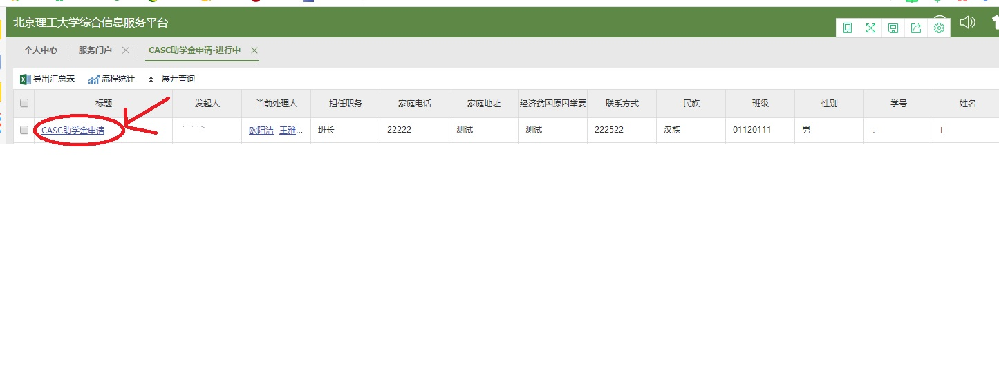 北京理工大学综合信息服务平台
个人中心 服务门户 CASC助学金申请-进行中
导出汇总表 流程统计 展开查询
标题 发起人 当前处理人 担任职务 家庭电话 家庭地址 经济贫困原因举要 联系方式 民族 班级 性别 学号 姓名
CASC助学金申请 欧阳洁 王雅... 班长 22222 测试 测试 222522 汉族 01120111 男